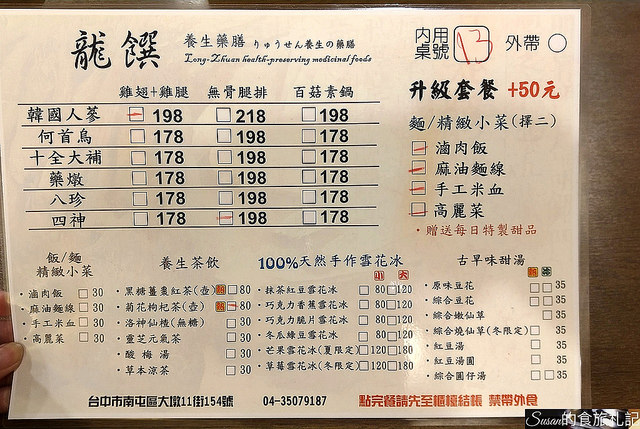 龍饌 養生藥膳 りゅうせん養生の藥膳
Long-Zhuan health-preserving medicinal foods
內用桌號 13 外帶
雞翅+雞腿 無骨腿排 百菇素鍋
韓國人蔘 198 218 198
何首烏 178 198 178
十全大補 178 198 178
藥燉 178 198 178
八珍 178 198 178
四神 178 198 178
升級套餐 +50元
麵/精緻小菜(擇二)
滷肉飯
麻油麵線
手工米血
高麗菜
・贈送每日特製甜品
飯/麵
精緻小菜
・滷肉飯 30
・麻油麵線 30
・手工米血 30
・高麗菜 30
養生茶飲
・黑糖薑棗紅茶(壺) 熱 80
・菊花枸杞茶(壺) 熱 80
・洛神仙楂(無糖) 30
・靈芝元氣茶 30
・酸梅湯 30
・草本涼茶 30
100%天然手作雪花冰
小 大
・抹茶紅豆雪花冰 80 120
・巧克力香蕉雪花冰 80 120
・巧克力脆片雪花冰 80 120
・冬瓜綠豆雪花冰 80 120
・芒果雪花冰(夏限定) 120 180
・草莓雪花冰(冬限定) 120 180
古早味甜湯
熱 冰
・原味豆花 35
・綜合豆花 35
・綜合嫩仙草 35
・綜合燒仙草(冬限定) 35
・紅豆湯 35
・紅豆湯圓 35
・綜合圓仔湯 35
台中市南屯區大墩11街154號 04-35079187 點完餐請先至櫃檯結帳 禁帶外食
Susan的食旅札記